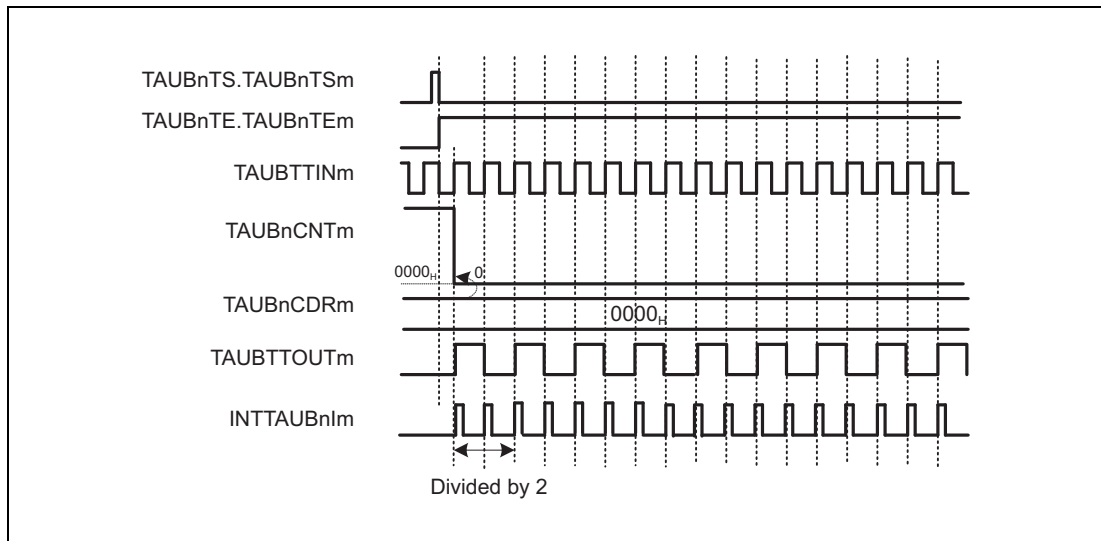 TAUBnTS.TAUBnTSm
TAUBnTE.TAUBnTEm
TAUBTTINm
TAUBnCNTm
0000H
0
TAUBnCDRm
0000H
TAUBTTOUTm
INTTAUBnIm
Divided by 2